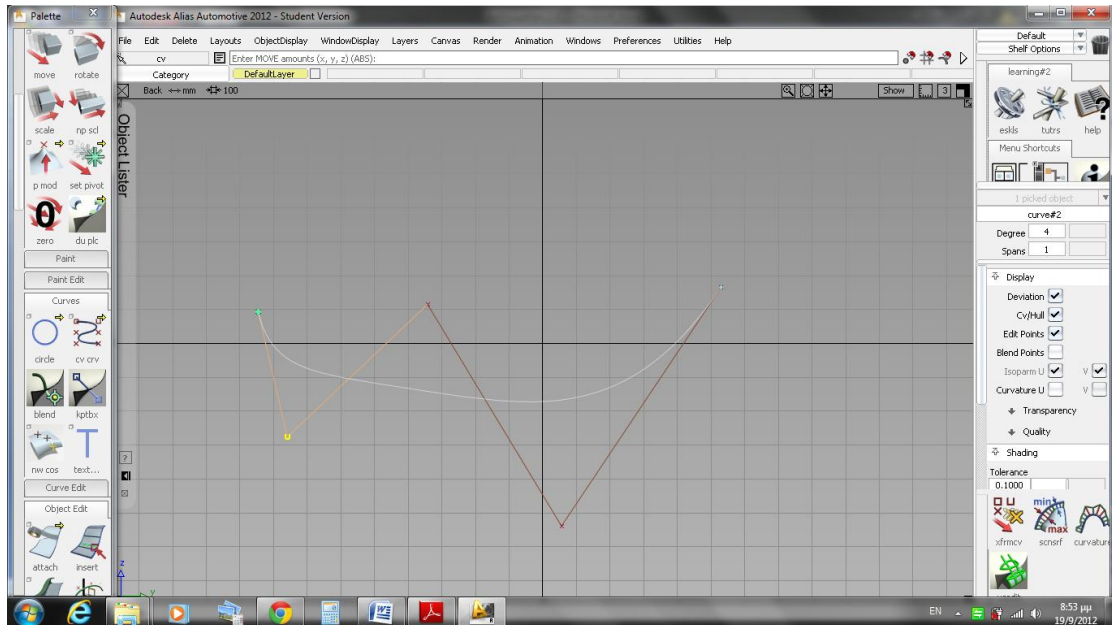 Palette
Autodesk Alias Automotive 2012 - Student Version
File Edit Delete Layouts ObjectDisplay WindowDisplay Layers Canvas Render Animation Windows Preferences Utilities Help
cv Enter MOVE amounts (x, y, z) (ABS):
Category DefaultLayer
Back mm 100 Show 3
Object Lister
move rotate
scale np scl
p mod set pivot
0
zero du plc
Paint
Paint Edit
Curves
circle cv crv
blend kptbx
nw cos text...
Curve Edit
Object Edit
attach insert
?
z
y
Default
Shelf Options
learning#2
eskls tutrs help
Menu Shortcuts
1 picked object
curve#2
Degree 4
Spans 1
Display
Deviation
Cv/Hull
Edit Points
Blend Points
Isoparm U V
Curvature U V
Transparency
Quality
Shading
Tolerance
0.1000
min max
xfrmcv scnsrf curvature
EN 8:53 μμ
19/9/2012